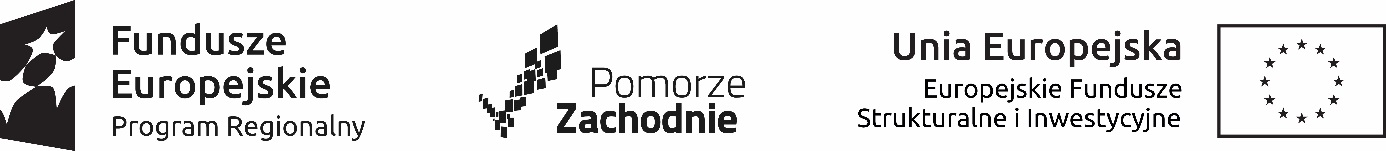 Fundusze
Europejskie
Program Regionalny
Pomorze
Zachodnie
Unia Europejska
Europejskie Fundusze
Strukturalne i Inwestycyjne